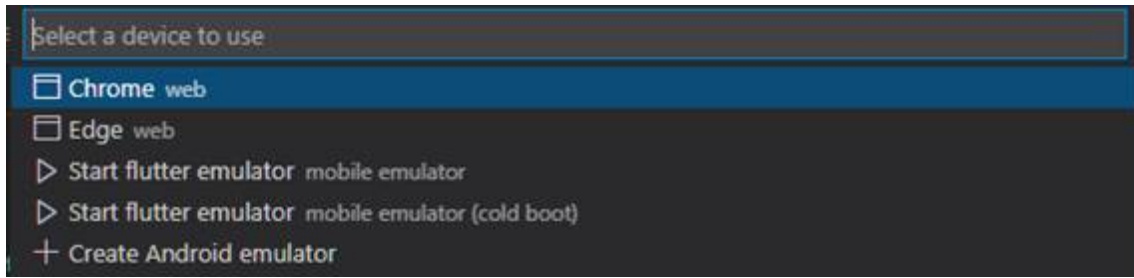 Select a device to use
Chrome web
Edge web
Start flutter emulator mobile emulator
Start flutter emulator mobile emulator (cold boot)
Create Android emulator